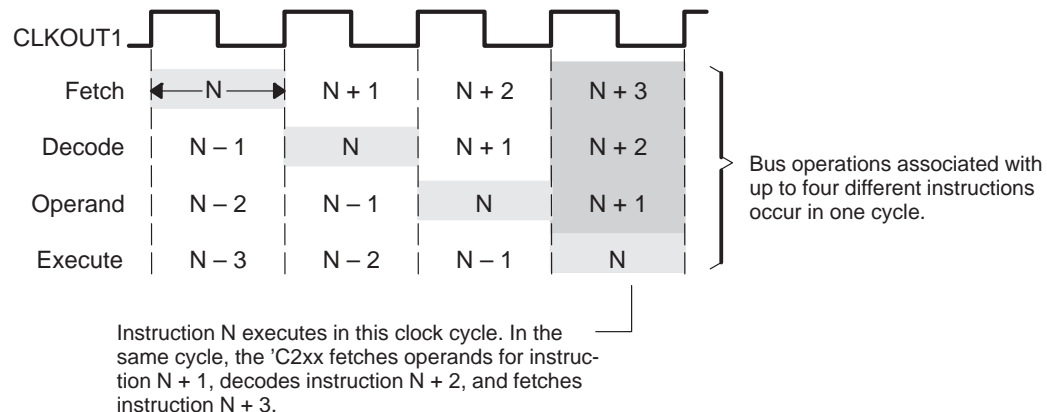 CLKOUT1
Fetch N N + 1 N + 2 N + 3
Decode N – 1 N N + 1 N + 2
Operand N – 2 N – 1 N N + 1
Execute N – 3 N – 2 N – 1 N
Bus operations associated with
up to four different instructions
occur in one cycle.
Instruction N executes in this clock cycle. In the
same cycle, the ’C2xx fetches operands for instruc-
tion N + 1, decodes instruction N + 2, and fetches
instruction N + 3.